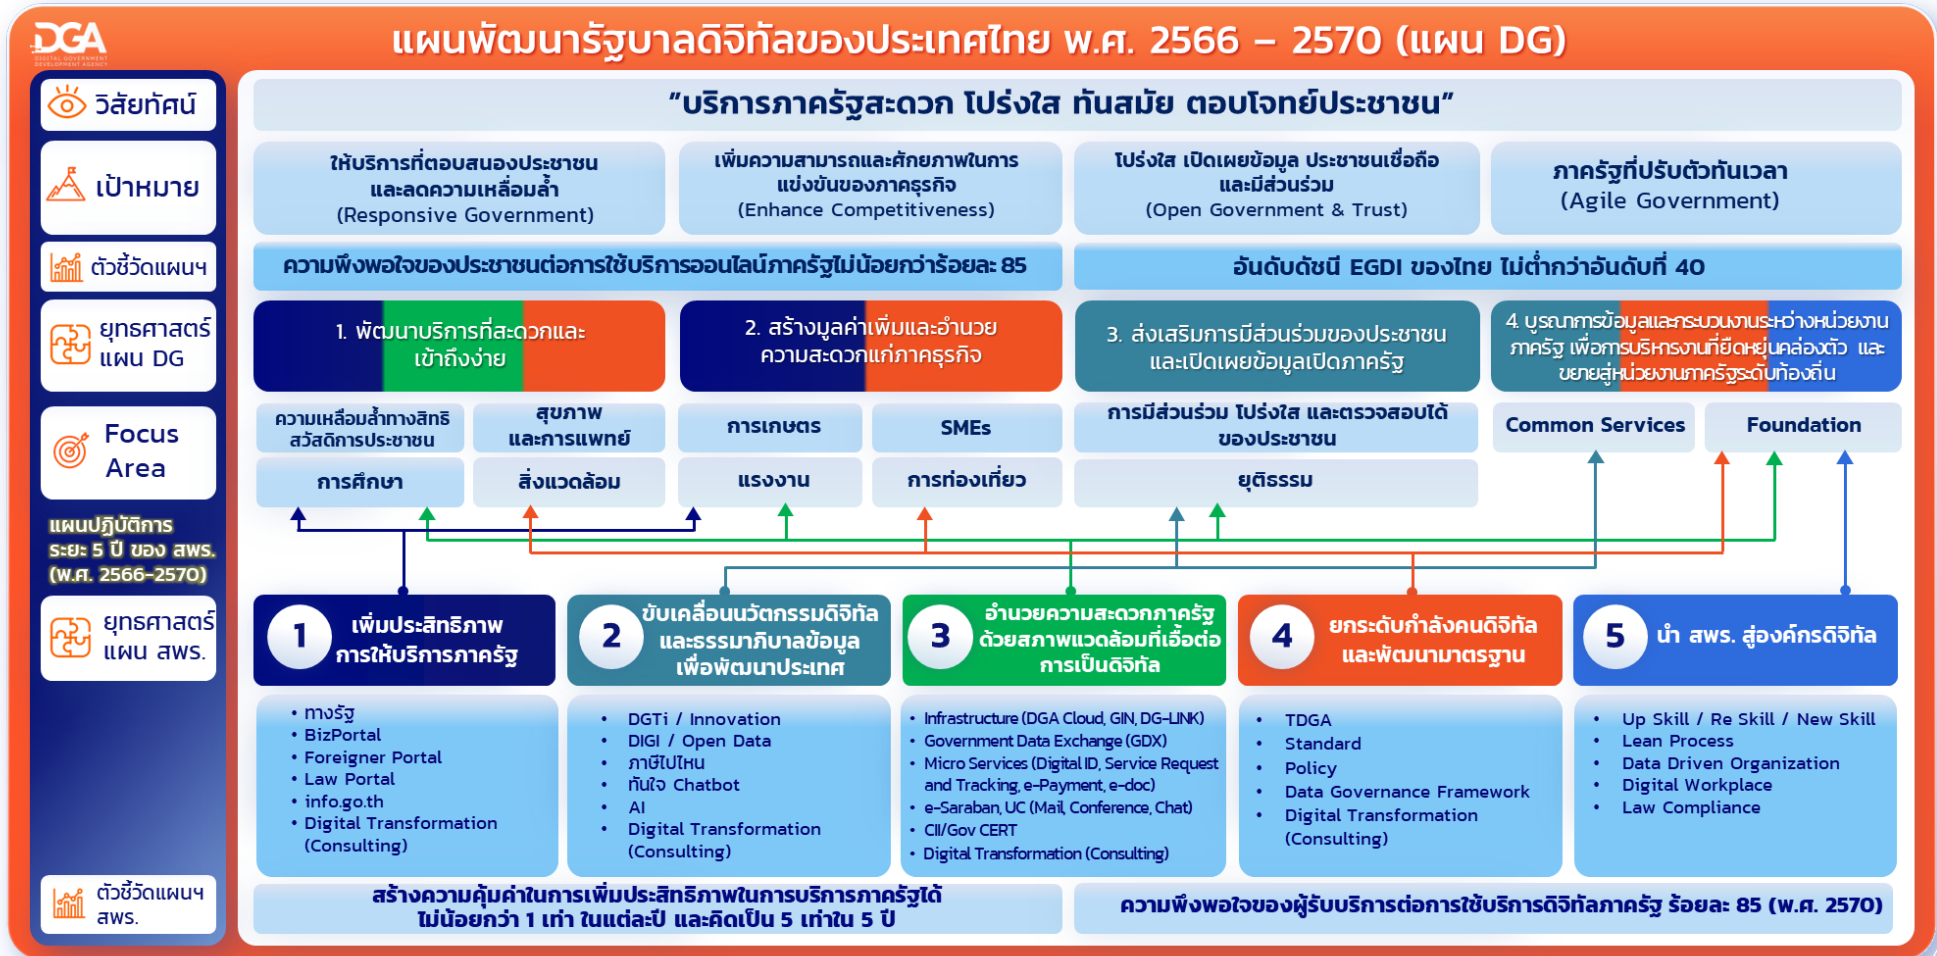 DGA
DIGITAL GOVERNMENT
DEVELOPMENT AGENCY
แผนพัฒนารัฐบาลดิจิทัลของประเทศไทย พ.ศ. 2566 – 2570 (แผน DG)
วิสัยทัศน์
"บริการภาครัฐสะดวก โปร่งใส ทันสมัย ตอบโจทย์ประชาชน"
เป้าหมาย
ให้บริการที่ตอบสนองประชาชน
และลดความเหลื่อมล้ำ
(Responsive Government)
เพิ่มความสามารถและศักยภาพในการ
แข่งขันของภาคธุรกิจ
(Enhance Competitiveness)
โปร่งใส เปิดเผยข้อมูล ประชาชนเชื่อถือ
และมีส่วนร่วม
(Open Government & Trust)
ภาครัฐที่ปรับตัวทันเวลา
(Agile Government)
ตัวชี้วัดแผนฯ
ความพึงพอใจของประชาชนต่อการใช้บริการออนไลน์ภาครัฐไม่น้อยกว่าร้อยละ 85
อันดับดัชนี EGDI ของไทย ไม่ต่ำกว่าอันดับที่ 40
ยุทธศาสตร์
แผน DG
1. พัฒนาบริการที่สะดวกและ
เข้าถึงง่าย
2. สร้างมูลค่าเพิ่มและอำนวย
ความสะดวกแก่ภาคธุรกิจ
3. ส่งเสริมการมีส่วนร่วมของประชาชน
และเปิดเผยข้อมูลเปิดภาครัฐ
4. บูรณาการข้อมูลและกระบวนงานระหว่างหน่วยงาน
ภาครัฐ เพื่อการบริหารงานที่ยืดหยุ่นคล่องตัว และ
ขยายสู่หน่วยงานภาครัฐระดับท้องถิ่น
Focus
Area
ความเหลื่อมล้ำทางสิทธิ
สวัสดิการประชาชน
สุขภาพ
และการแพทย์
การเกษตร
SMEs
การมีส่วนร่วม โปร่งใส และตรวจสอบได้
ของประชาชน
Common Services
Foundation
การศึกษา
สิ่งแวดล้อม
แรงงาน
การท่องเที่ยว
ยุติธรรม
แผนปฏิบัติการ
ระยะ 5 ปี ของ สพร.
(พ.ศ. 2566-2570)
ยุทธศาสตร์
แผน สพร.
1
เพิ่มประสิทธิภาพ
การให้บริการภาครัฐ
2
ขับเคลื่อนนวัตกรรมดิจิทัล
และธรรมาภิบาลข้อมูล
เพื่อพัฒนาประเทศ
3
อำนวยความสะดวกภาครัฐ
ด้วยสภาพแวดล้อมที่เอื้อต่อ
การเป็นดิจิทัล
4
ยกระดับกำลังคนดิจิทัล
และพัฒนามาตรฐาน
5
นำ สพร. สู่องค์กรดิจิทัล
• ทางรัฐ
• BizPortal
• Foreigner Portal
• Law Portal
• info.go.th
• Digital Transformation
(Consulting)
• DGTi / Innovation
• DIGI / Open Data
• ภาษีไปไหน
• ทันใจ Chatbot
• AI
• Digital Transformation
(Consulting)
• Infrastructure (DGA Cloud, GIN, DG-LINK)
• Government Data Exchange (GDX)
• Micro Services (Digital ID, Service Request
and Tracking, e-Payment, e-doc)
• e-Saraban, UC (Mail, Conference, Chat)
• CII/Gov CERT
• Digital Transformation (Consulting)
• TDGA
• Standard
• Policy
• Data Governance Framework
• Digital Transformation
(Consulting)
• Up Skill / Re Skill / New Skill
• Lean Process
• Data Driven Organization
• Digital Workplace
• Law Compliance
ตัวชี้วัดแผนฯ
สพร.
สร้างความคุ้มค่าในการเพิ่มประสิทธิภาพในการบริการภาครัฐได้
ไม่น้อยกว่า 1 เท่า ในแต่ละปี และคิดเป็น 5 เท่าใน 5 ปี
ความพึงพอใจของผู้รับบริการต่อการใช้บริการดิจิทัลภาครัฐ ร้อยละ 85 (พ.ศ. 2570)